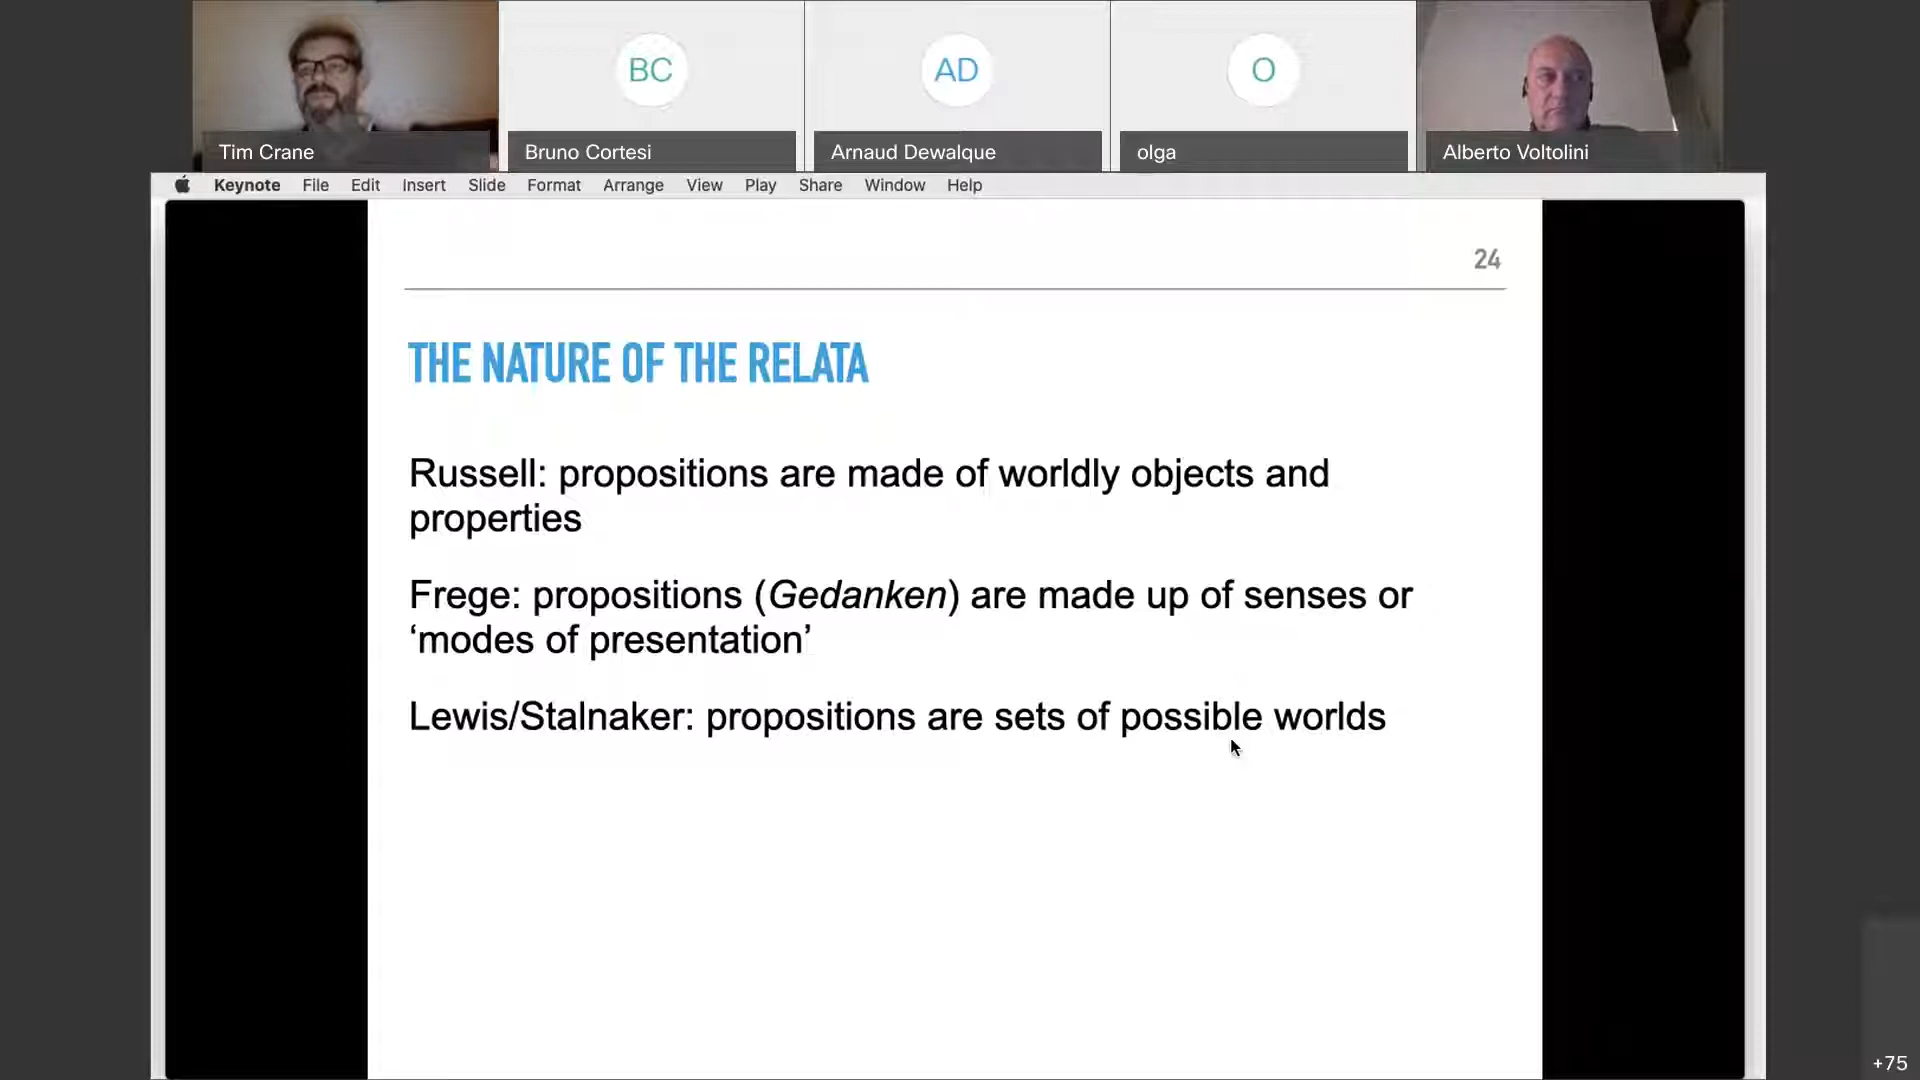 BC
AD
O
Tim Crane
Bruno Cortesi
Arnaud Dewalque
olga
Alberto Voltolini
Keynote File Edit Insert Slide Format Arrange View Play Share Window Help
24
THE NATURE OF THE RELATA
Russell: propositions are made of worldly objects and
properties
Frege: propositions (Gedanken) are made up of senses or
‘modes of presentation’
Lewis/Stalnaker: propositions are sets of possible worlds
+75